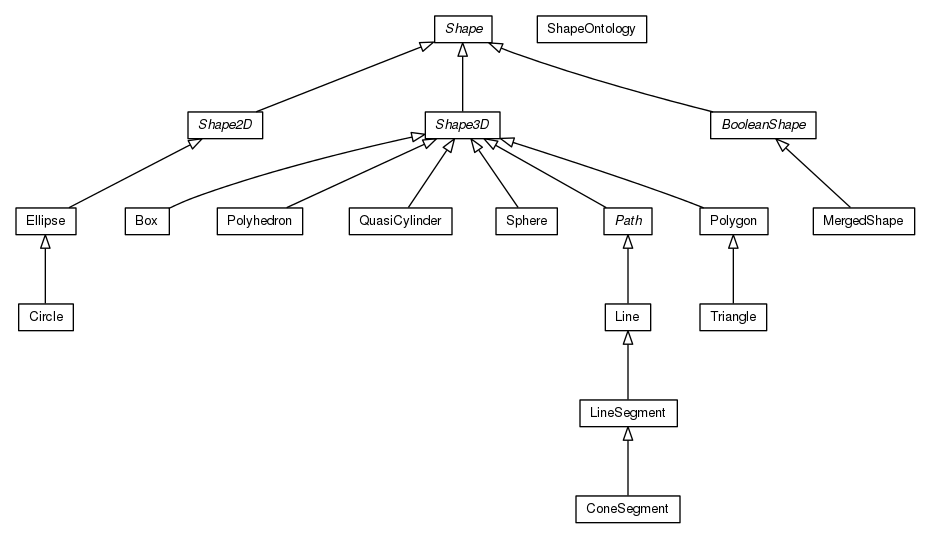 Shape
ShapeOntology
Shape2D
Shape3D
BooleanShape
Ellipse
Box
Polyhedron
QuasiCylinder
Sphere
Path
Polygon
MergedShape
Circle
Line
Triangle
LineSegment
ConeSegment